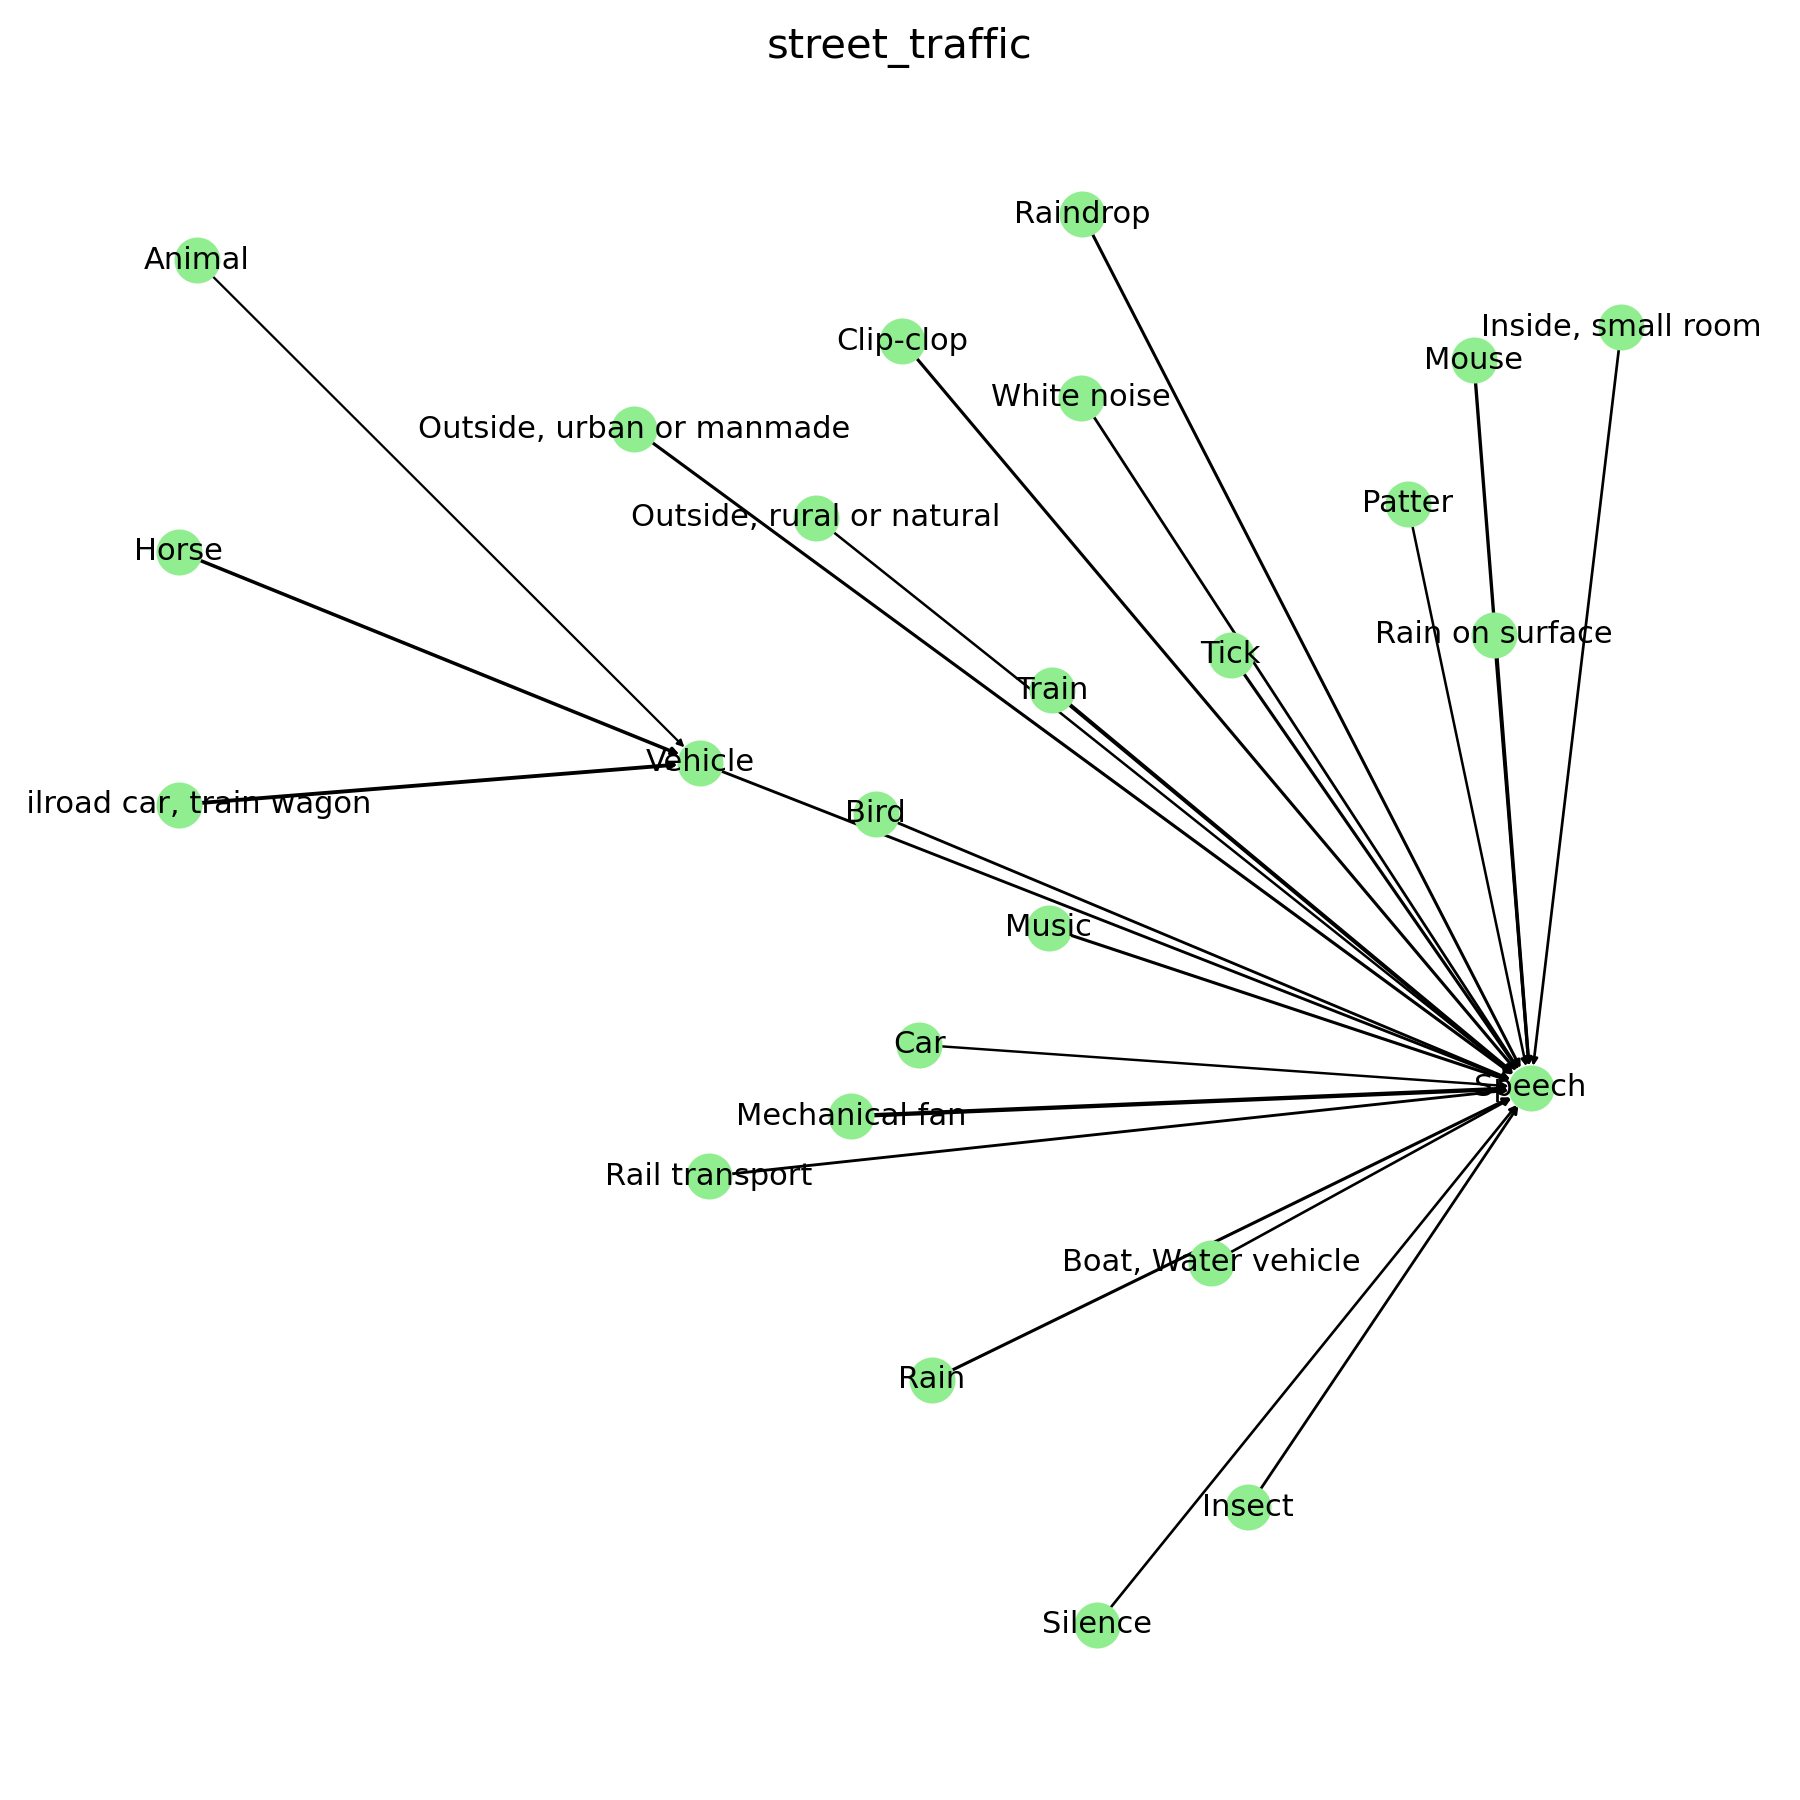 street_traffic
Raindrop
Animal
Inside, small room
Clip-clop
Mouse
White noise
Outside, urban or manmade
Patter
Outside, rural or natural
Horse
Rain on surface
Tick
Train
Vehicle
ilroad car, train wagon
Bird
Music
Car
Speech
Mechanical fan
Rail transport
Boat, Water vehicle
Rain
Insect
Silence